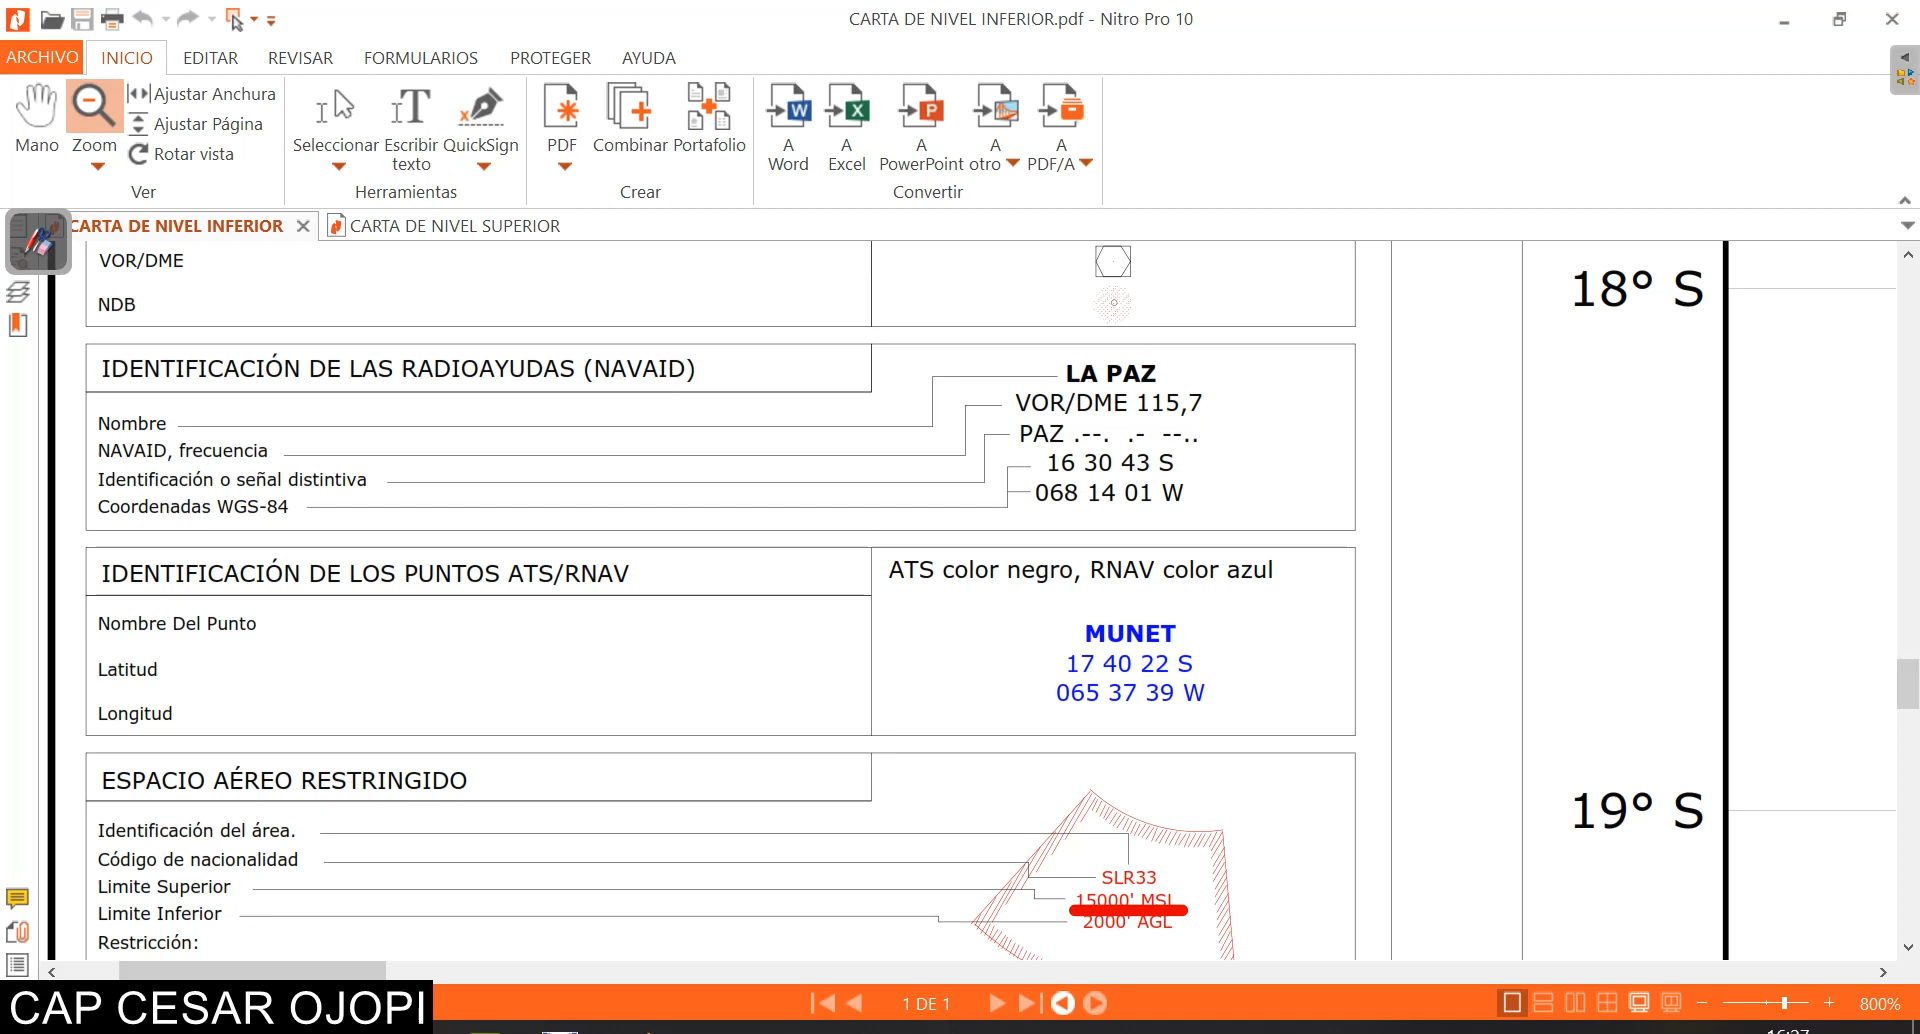 CARTA DE NIVEL INFERIOR.pdf - Nitro Pro 10
ARCHIVO INICIO EDITAR REVISAR FORMULARIOS PROTEGER AYUDA
Mano
Zoom
Ajustar Anchura
Ajustar Página
Rotar vista
Ver
Seleccionar
Escribir texto
QuickSign
Herramientas
PDF
Combinar
Portafolio
Crear
A Word
A Excel
A PowerPoint
A otro
A PDF/A
Convertir
CARTA DE NIVEL INFERIOR
CARTA DE NIVEL SUPERIOR
VOR/DME
NDB
18° S
IDENTIFICACIÓN DE LAS RADIOAYUDAS (NAVAID)
Nombre
NAVAID, frecuencia
Identificación o señal distintiva
Coordenadas WGS-84
LA PAZ
VOR/DME 115,7
PAZ .--. .- --..
16 30 43 S
068 14 01 W
IDENTIFICACIÓN DE LOS PUNTOS ATS/RNAV
ATS color negro, RNAV color azul
Nombre Del Punto
Latitud
Longitud
MUNET
17 40 22 S
065 37 39 W
ESPACIO AÉREO RESTRINGIDO
Identificación del área.
Código de nacionalidad
Limite Superior
Limite Inferior
Restricción:
SLR33
15000' MSL
2000' AGL
19° S
CAP CESAR OJOPI
1 DE 1
800%